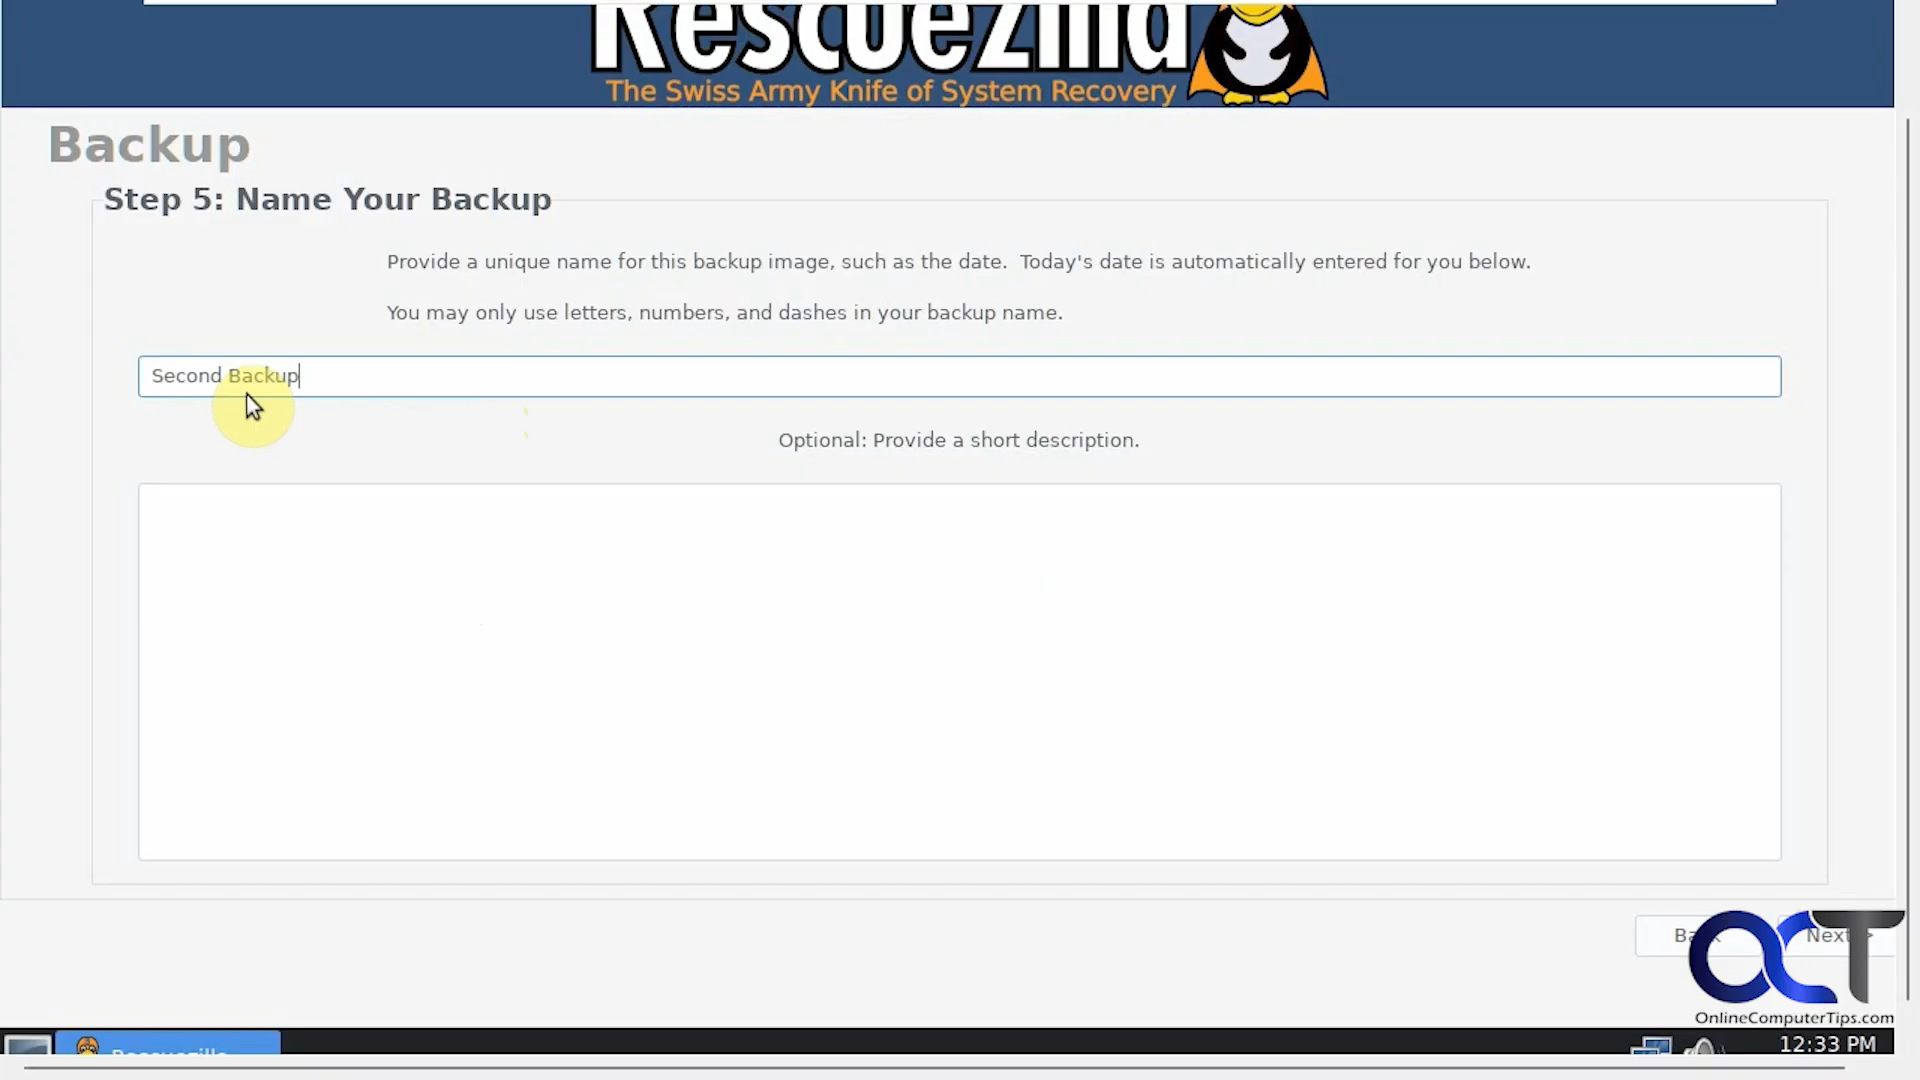 Rescuezilla
The Swiss Army Knife of System Recovery
Backup
Step 5: Name Your Backup
Provide a unique name for this backup image, such as the date. Today's date is automatically entered for you below.
You may only use letters, numbers, and dashes in your backup name.
Second Backup
Optional: Provide a short description.
Back
Next >
OCT
OnlineComputerTips.com
Rescuezilla
12:33 PM